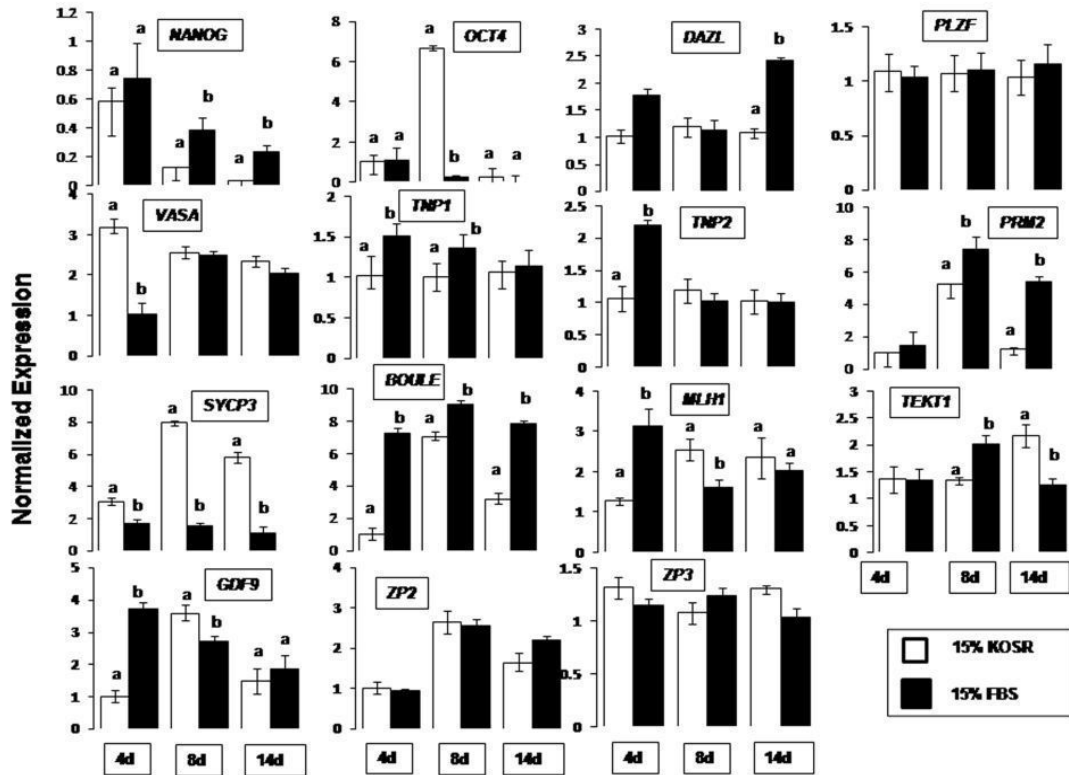 Normalized Expression
NANOG
1.2
1
0.8
0.6
0.4
0.2
0
a
a
b
a
b
OCT4
8
6
4
2
0
a
a
a
b
a
a
DAZL
3
2.5
2
1.5
1
0.5
0
a
b
PLZF
1.5
1
0.5
0
VASA
4
3
2
1
0
a
b
TNP1
2
1.5
1
0.5
0
a
b
a
b
TNP2
2.5
2
1.5
1
0.5
0
a
b
PRM2
10
8
6
4
2
0
a
b
a
b
SYCP3
10
8
6
4
2
0
a
b
a
b
a
b
BOULE
10
8
6
4
2
0
a
b
a
b
a
b
MLH1
4
3
2
1
0
a
b
a
b
a
a
TEKT1
3
2.5
2
1.5
1
0.5
0
a
b
a
b
4d
8d
14d
GDF9
5
4
3
2
1
0
a
b
a
b
a
a
4d
8d
14d
ZP2
4
3
2
1
0
4d
8d
14d
ZP3
1.5
1
0.5
0
4d
8d
14d
15% KOSR
15% FBS